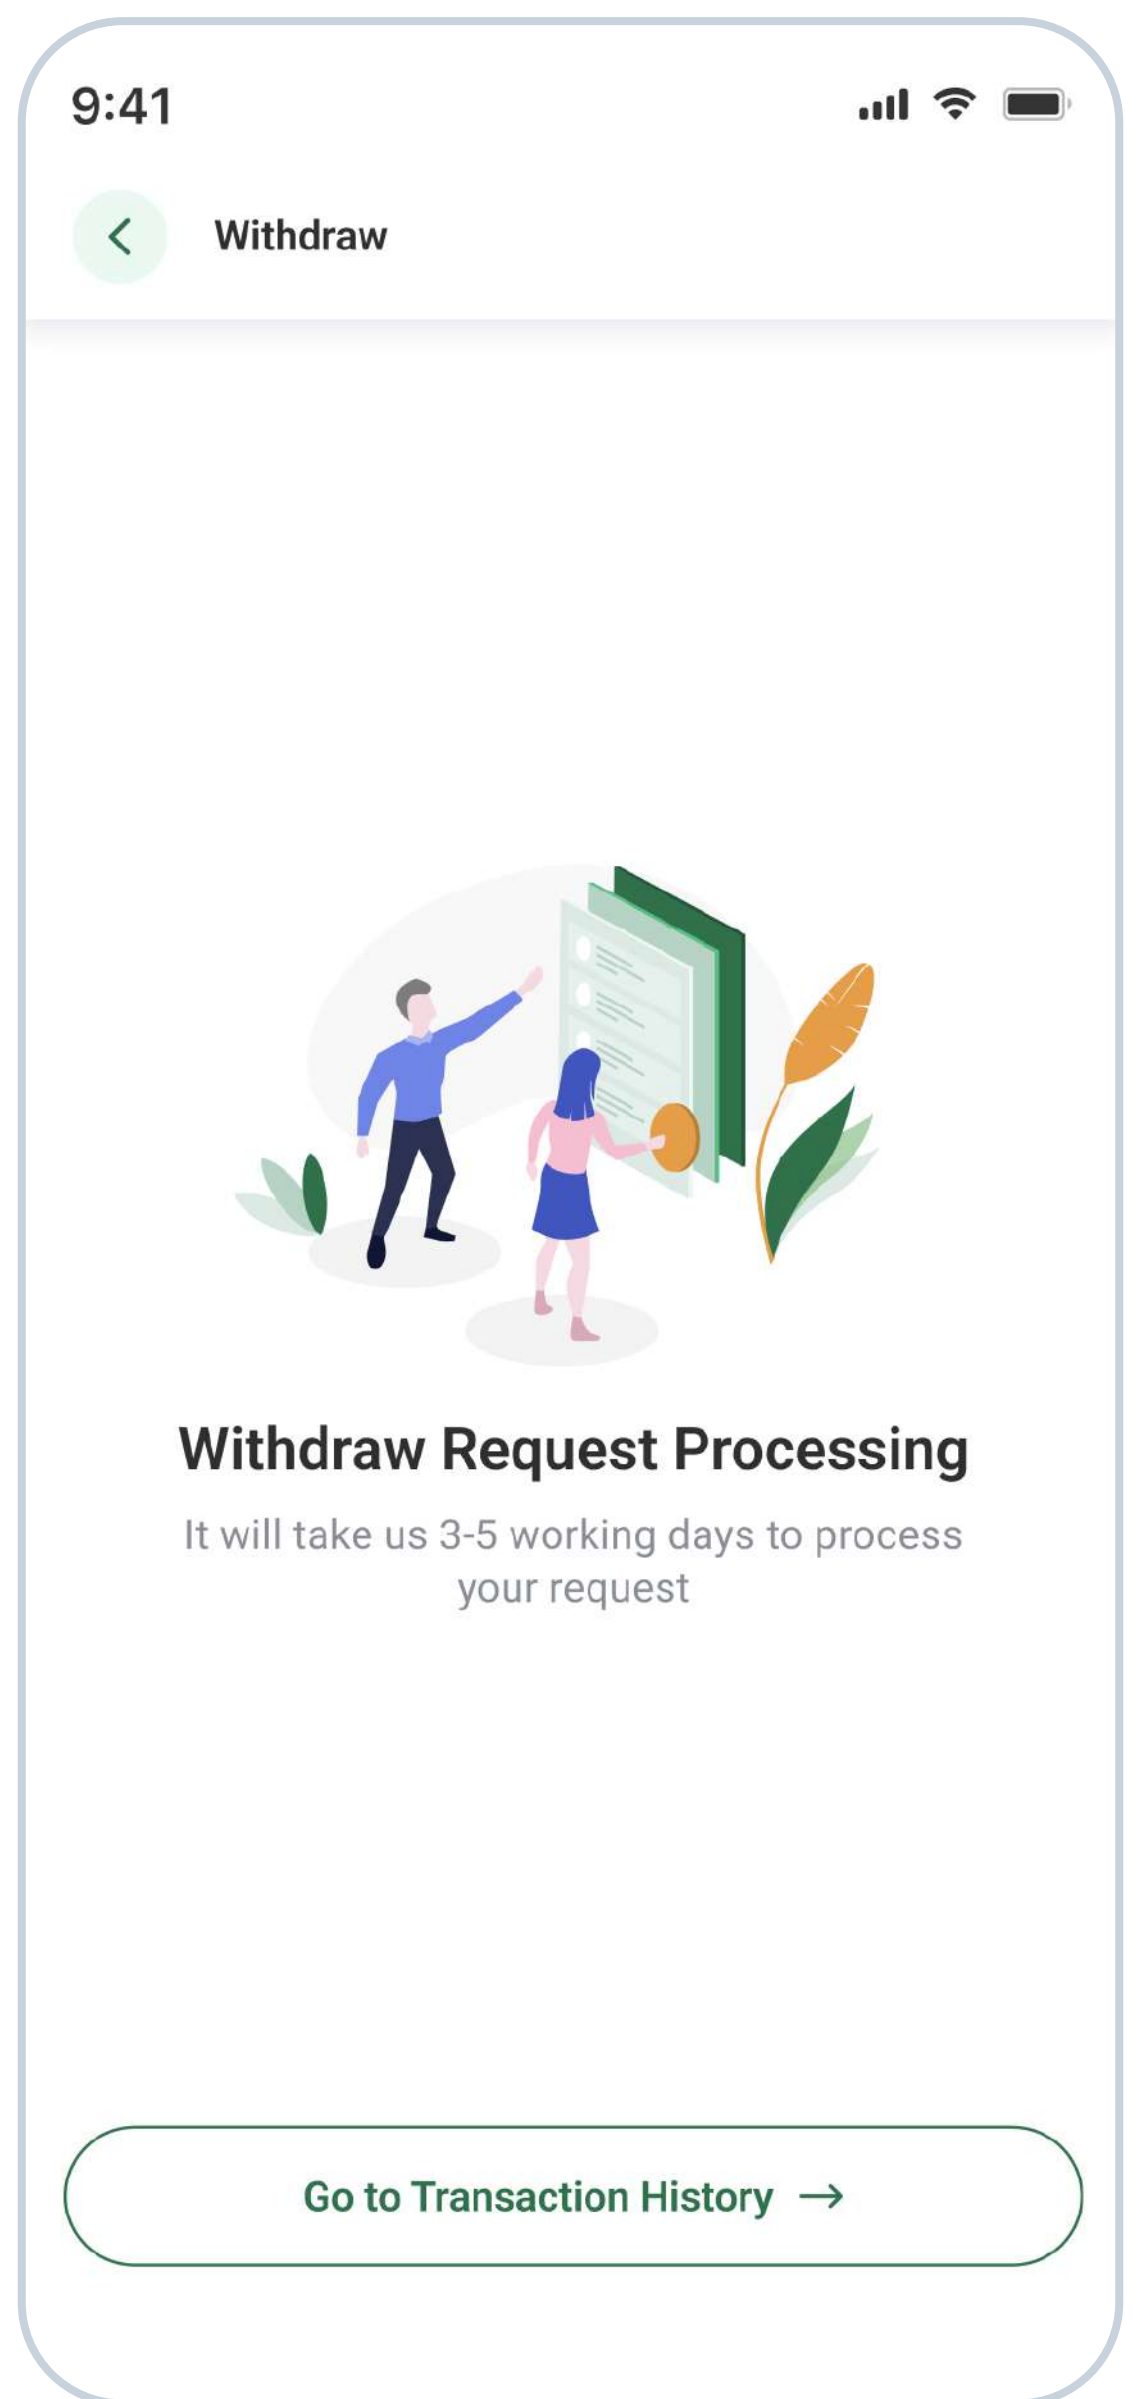 9:41
Withdraw
Withdraw Request Processing
It will take us 3-5 working days to process
your request
Go to Transaction History